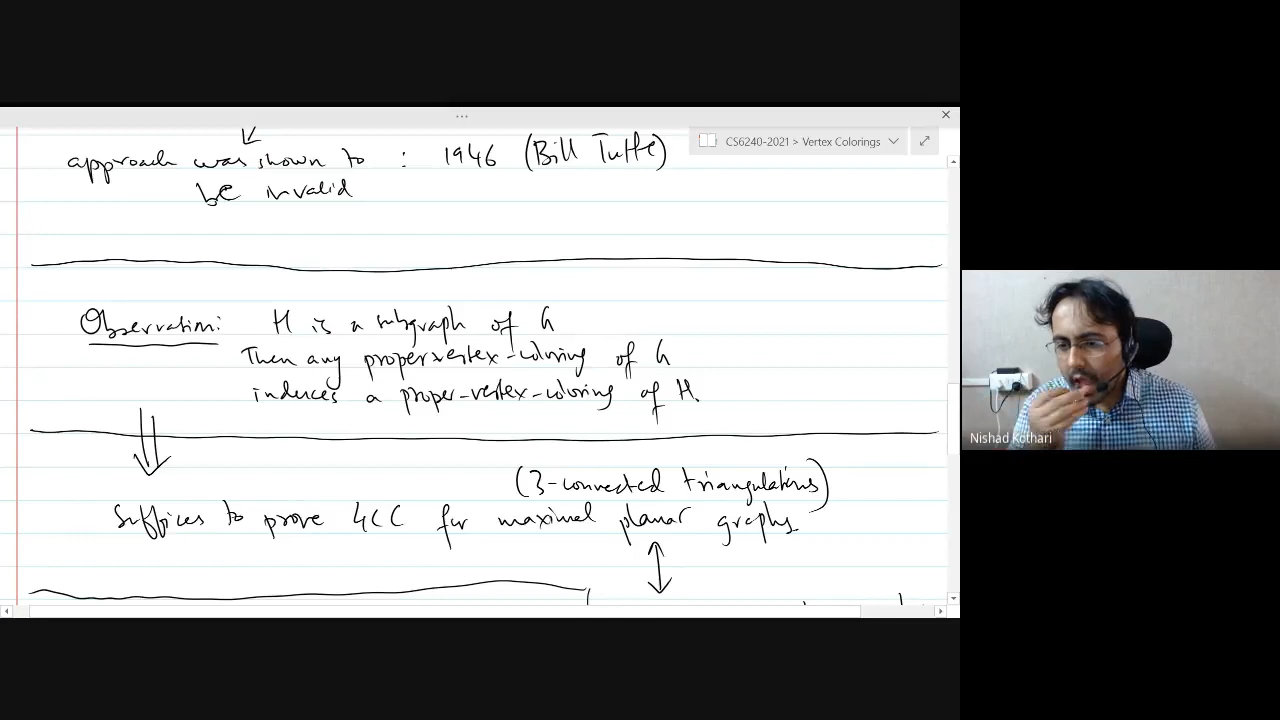 CS6240-2021 > Vertex Colorings
approach was shown to : 1946 (Bill Tutte)
be invalid
Observation: H is a subgraph of G
Then any proper-vertex-coloring of G
induces a proper-vertex-coloring of H.
Nishad Kothari
(3-connected triangulations)
Suffices to prove 4CC for maximal planar graphs.